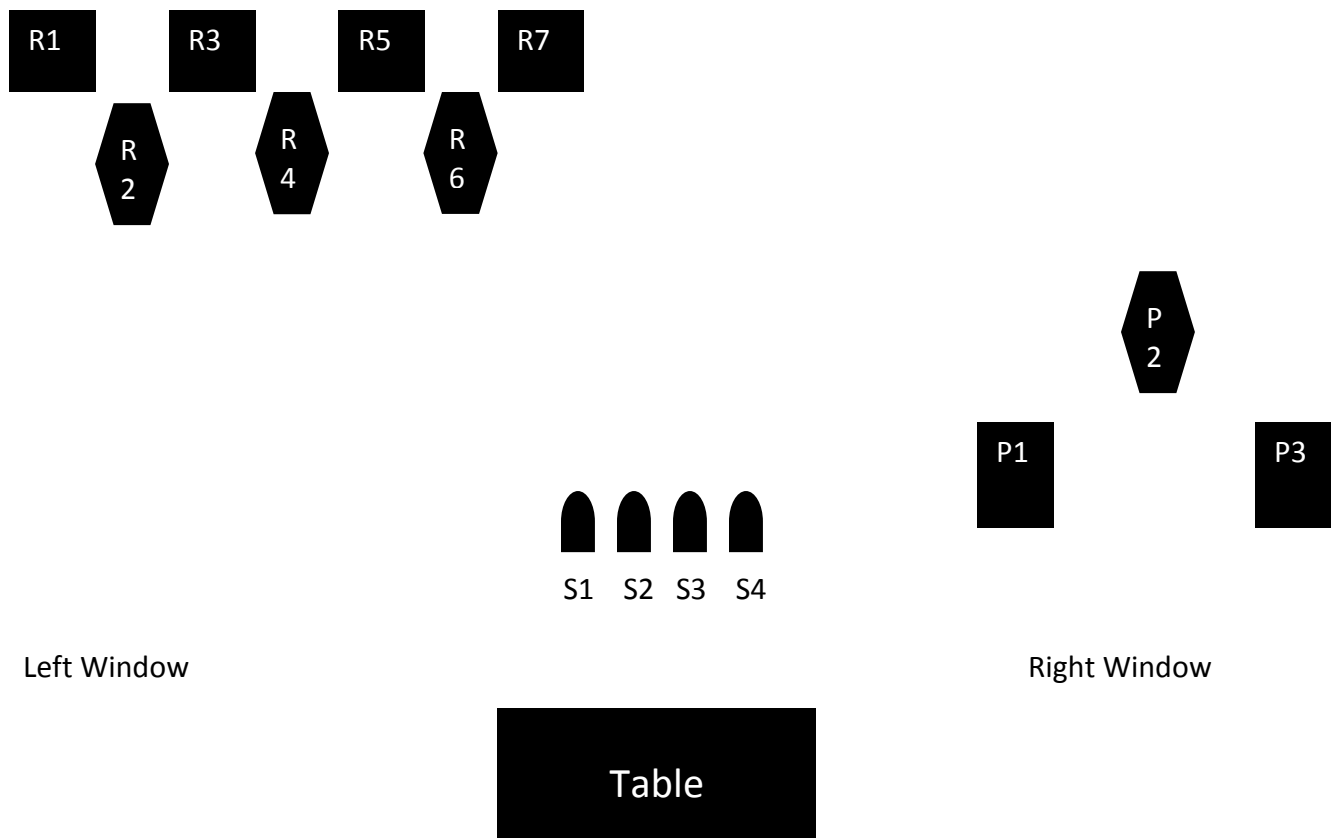 R1
R3
R5
R7
R
2
R
4
R
6
P
2
P1
P3
S1
S2
S3
S4
Left Window
Right Window
Table